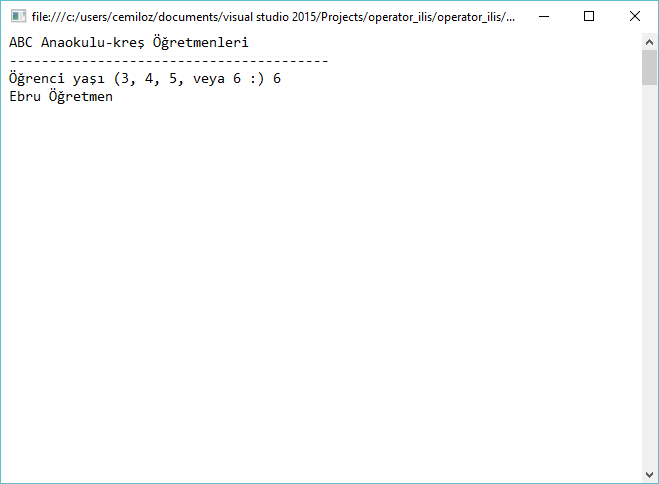 file:///c:/users/cemiloz/documents/visual studio 2015/Projects/operator_ilis/operator_ilis/...
ABC Anaokulu-kreş Öğretmenleri
----------------------------------------
Öğrenci yaşı (3, 4, 5, veya 6 :) 6
Ebru Öğretmen